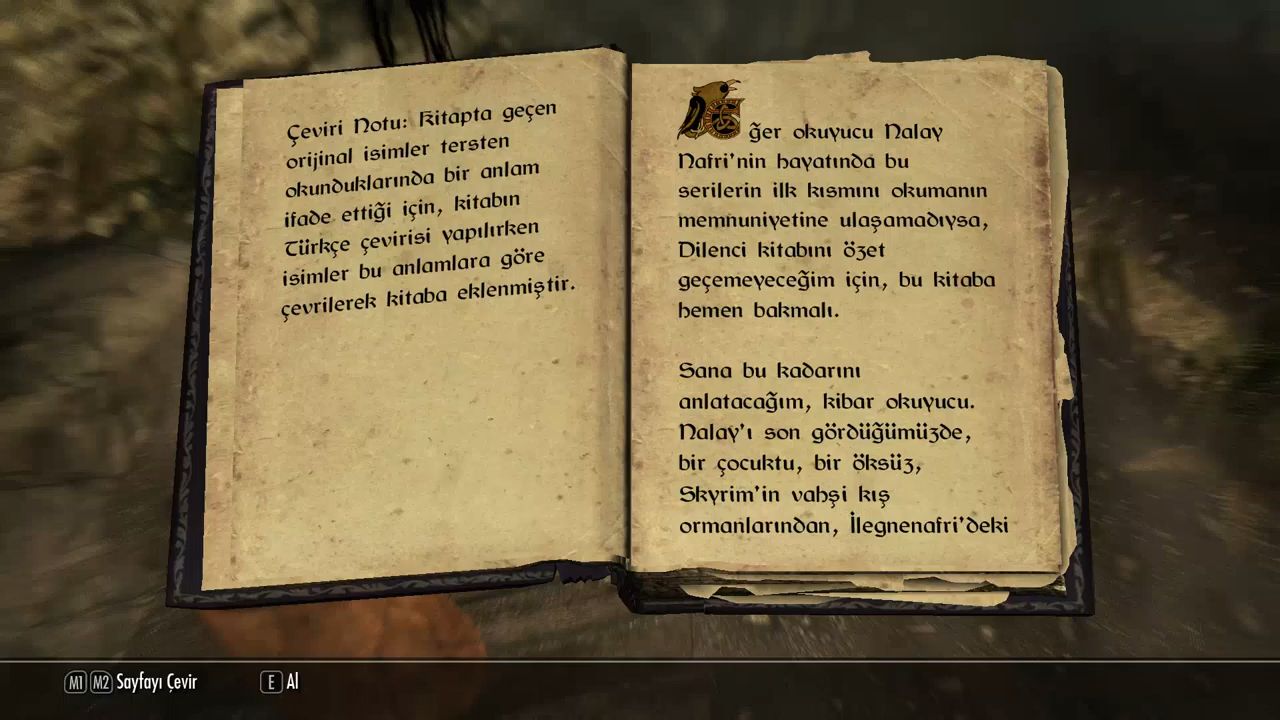 Çeviri Notu: Kitapta geçen
orijinal isimler tersten
okunduklarında bir anlam
ifade ettiği için, kitabın
Türkçe çevirisi yapılırken
isimler bu anlamlara göre
çevrilerek kitaba eklenmiştir.
Eğer okuyucu Nalay
Nafri'nin hayatında bu
serilerin ilk kısmını okumanın
memnuniyetine ulaşamadıysa,
Dilenci kitabını özet
geçemeyeceğim için, bu kitaba
hemen bakmalı.
Sana bu kadarını
anlatacağım, kibar okuyucu.
Nalay'ı son gördüğümüzde,
bir çocuktu, bir öksüz,
Skyrim'in vahşi kış
ormanlarından, İlegnenafri'deki
M1 M2 Sayfayı Çevir
E Al